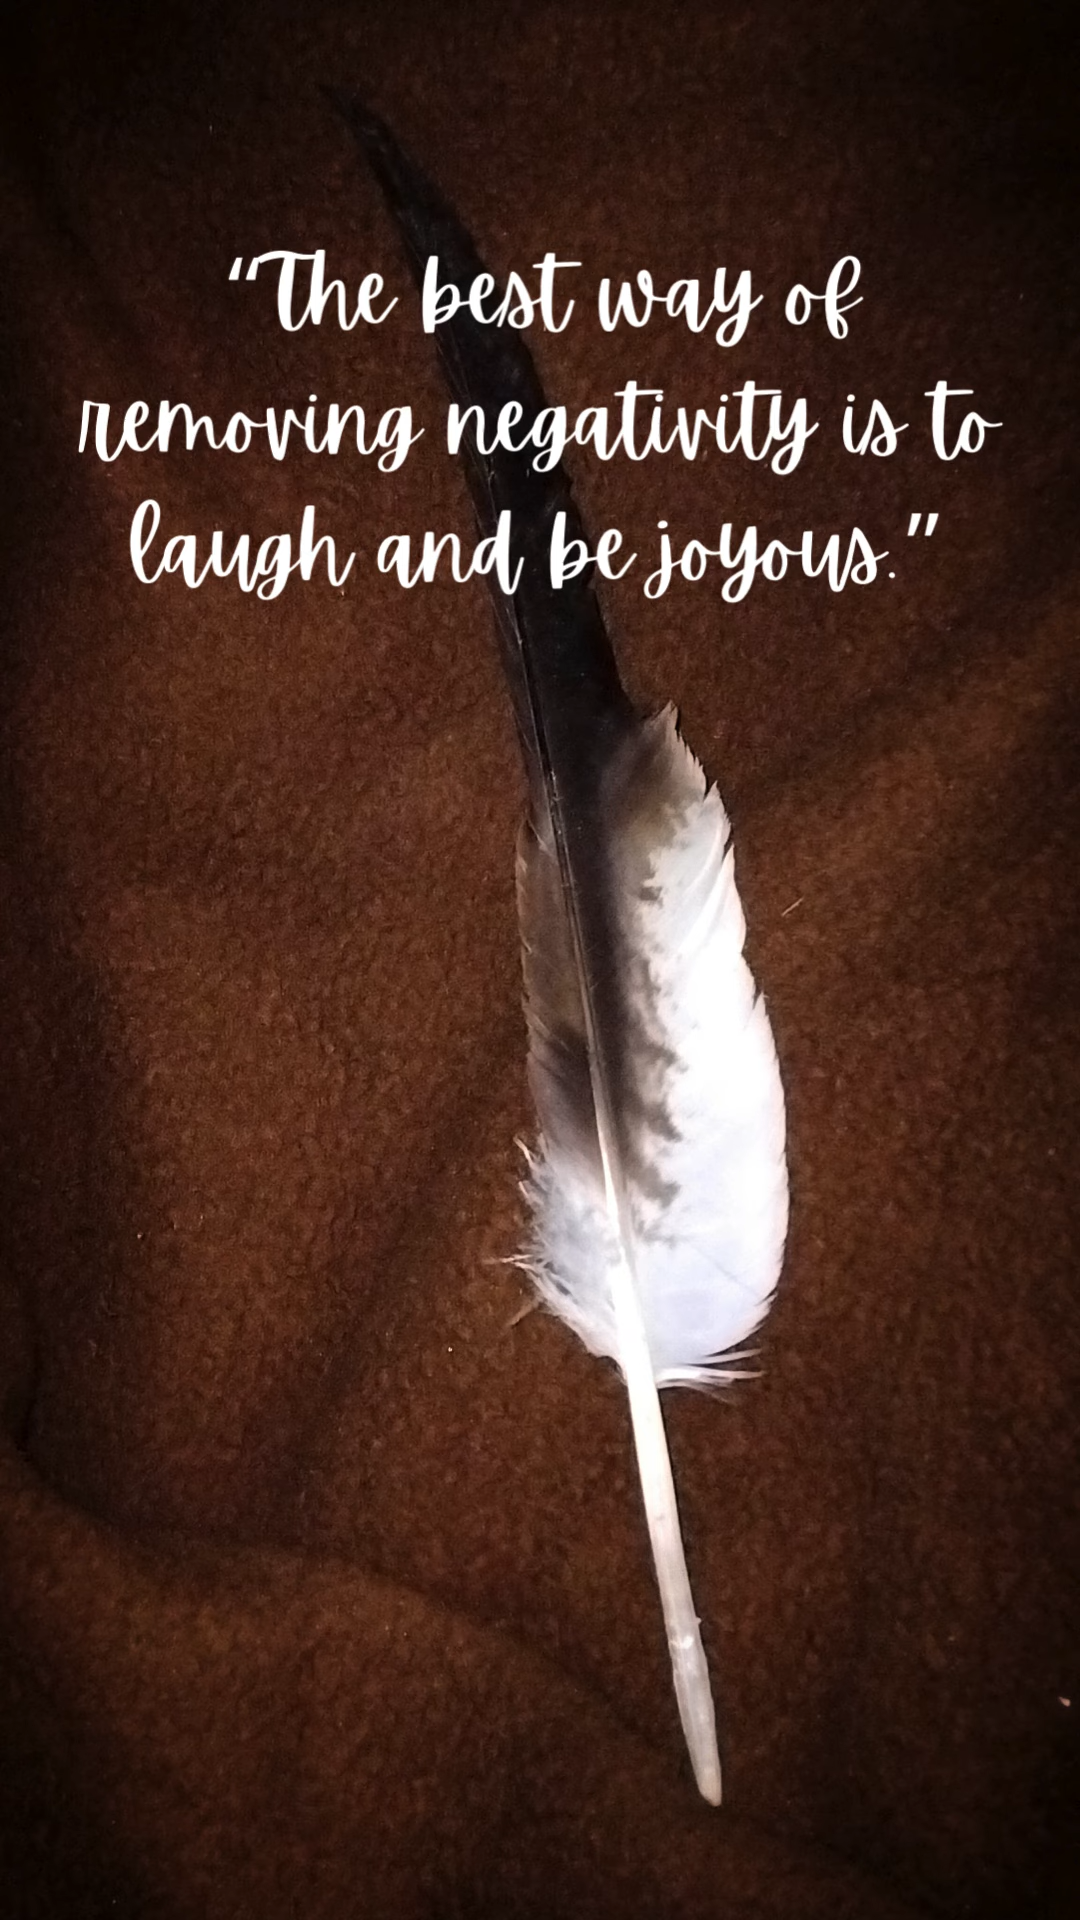 “The best way of
removing negativity is to
laugh and be joyous.”